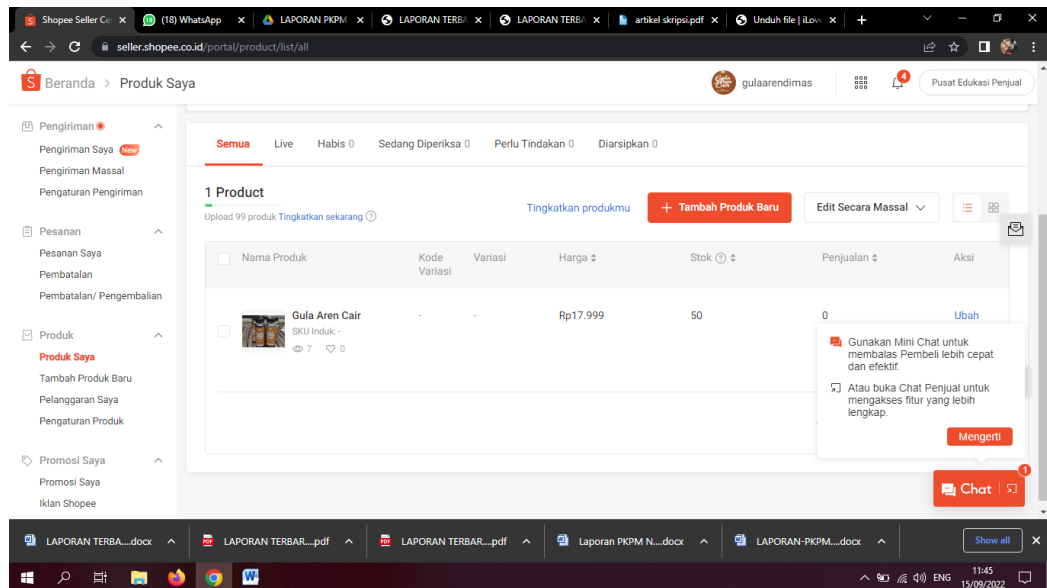 Shopee Seller Cen
(18) WhatsApp
LAPORAN PKPM
LAPORAN TERBA
LAPORAN TERBA
artikel skripsi.pdf
Unduh file | iLove
seller.shopee.co.id/portal/product/list/all
Beranda > Produk Saya
gulaarendimas
4
Pusat Edukasi Penjual
Pengiriman
Pengiriman Saya New
Pengiriman Massal
Pengaturan Pengiriman
Pesanan
Pesanan Saya
Pembatalan
Pembatalan/ Pengembalian
Produk
Produk Saya
Tambah Produk Baru
Pelanggaran Saya
Pengaturan Produk
Promosi Saya
Promosi Saya
Iklan Shopee
Semua Live Habis 0 Sedang Diperiksa 0 Perlu Tindakan 0 Diarsipkan 0
1 Product
Upload 99 produk Tingkatkan sekarang
Tingkatkan produkmu
+ Tambah Produk Baru
Edit Secara Massal
Nama Produk
Kode
Variasi
Variasi
Harga
Stok
Penjualan
Aksi
Gula Aren Cair
SKU Induk: -
7 0
-
-
Rp17.999
50
0
Ubah
Gunakan Mini Chat untuk
membalas Pembeli lebih cepat
dan efektif.
Atau buka Chat Penjual untuk
mengakses fitur yang lebih
lengkap.
Mengerti
1
Chat
LAPORAN TERBA....docx
LAPORAN TERBAR....pdf
LAPORAN TERBAR....pdf
Laporan PKPM N....docx
LAPORAN-PKPM....docx
Show all
ENG
11:45
15/09/2022